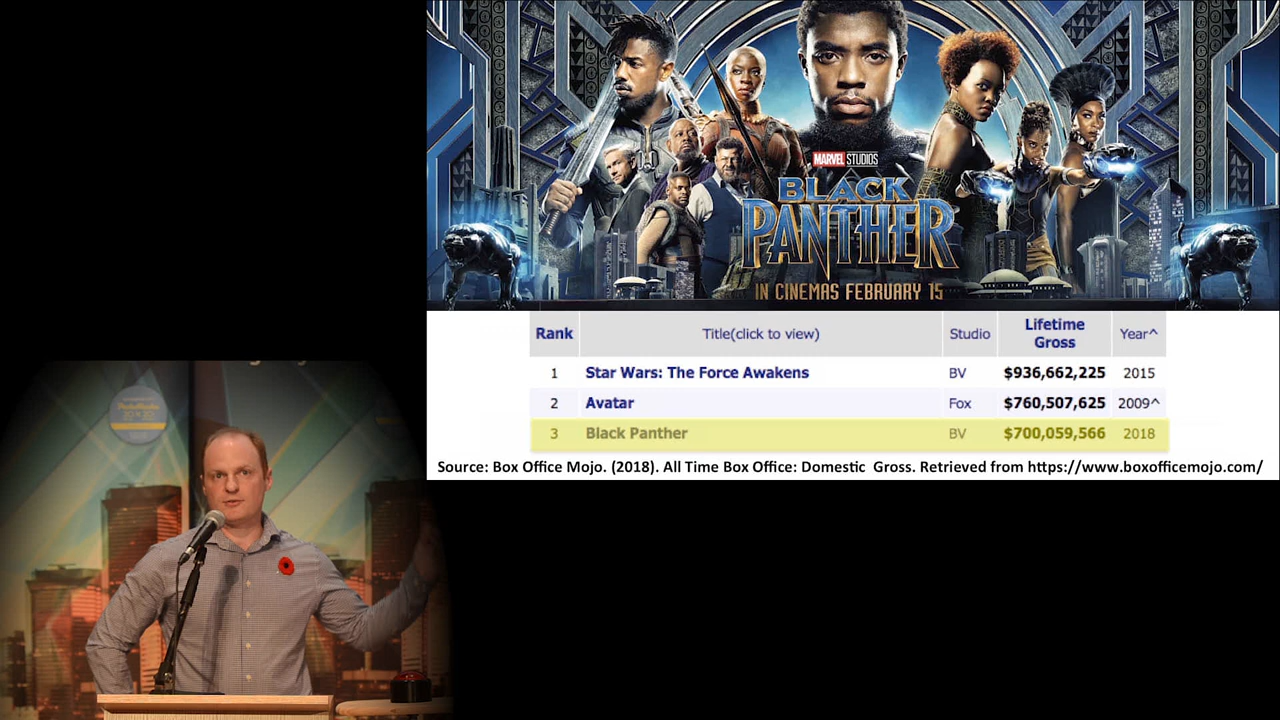 MARVEL STUDIOS
BLACK
PANTHER
IN CINEMAS FEBRUARY 15
Rank Title(click to view) Studio Lifetime Gross Year^
1 Star Wars: The Force Awakens BV $936,662,225 2015
2 Avatar Fox $760,507,625 2009^
3 Black Panther BV $700,059,566 2018
Source: Box Office Mojo. (2018). All Time Box Office: Domestic Gross. Retrieved from https://www.boxofficemojo.com/